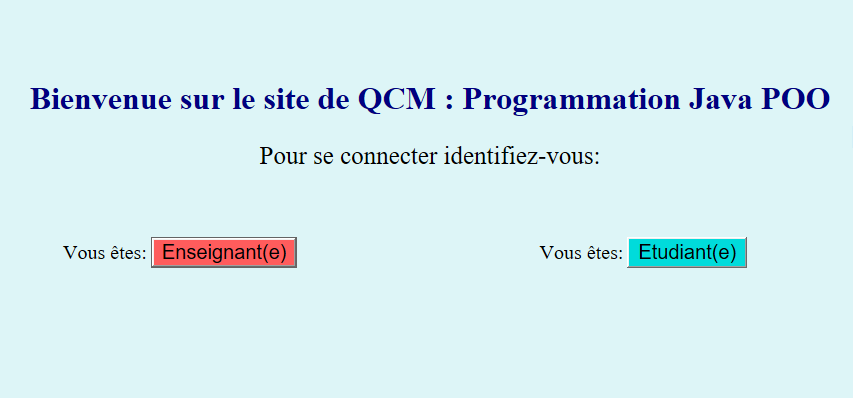 Bienvenue sur le site de QCM : Programmation Java POO
Pour se connecter identifiez-vous:
Vous êtes: Enseignant(e) Vous êtes: Etudiant(e)